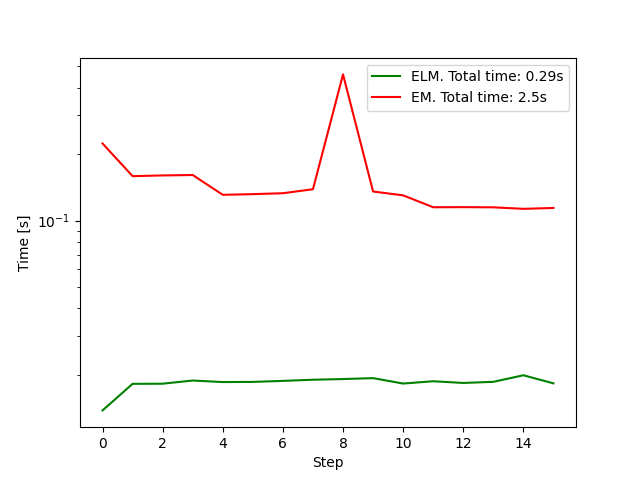 ELM. Total time: 0.29s
EM. Total time: 2.5s
Time [s]
10⁻¹
0 2 4 6 8 10 12 14
Step